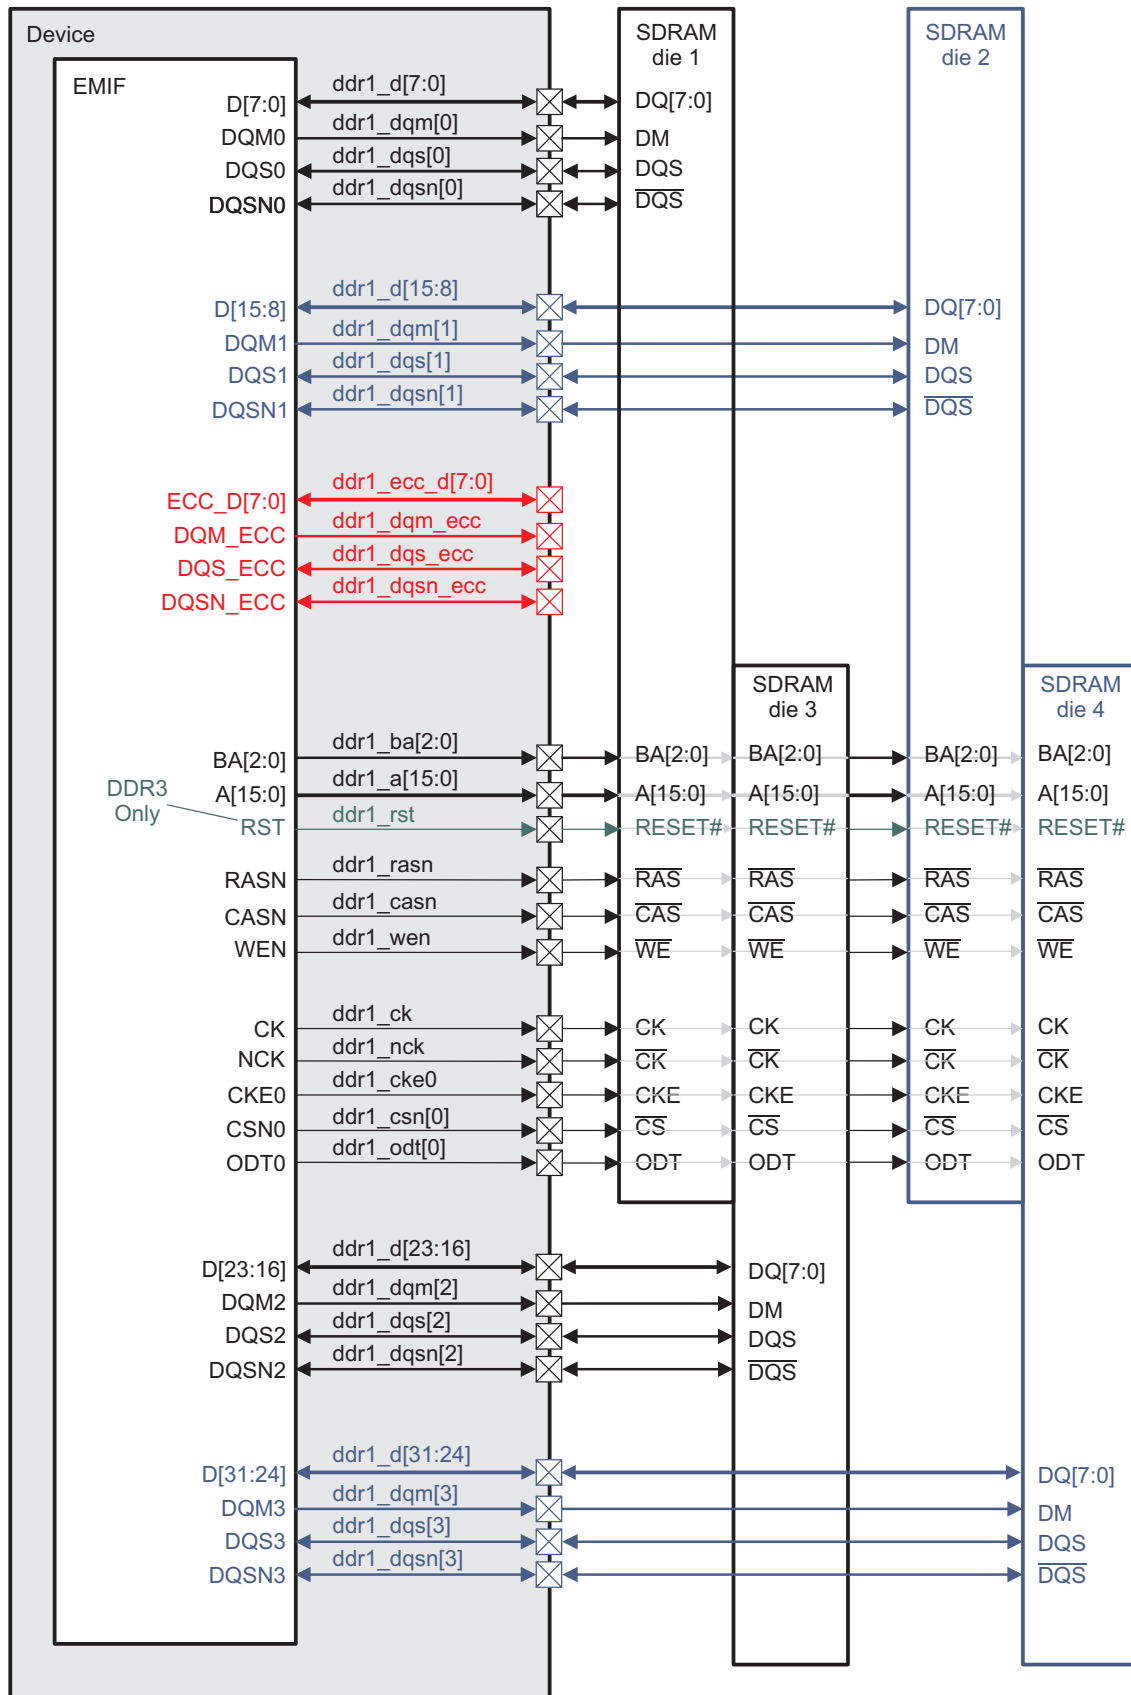 Device
SDRAM
die 1
SDRAM
die 2
EMIF
D[7:0] ddr1_d[7:0] DQ[7:0]
DQM0 ddr1_dqm[0] DM
DQS0 ddr1_dqs[0] DQS
DQSN0 ddr1_dqsn[0] DQS
D[15:8] ddr1_d[15:8] DQ[7:0]
DQM1 ddr1_dqm[1] DM
DQS1 ddr1_dqs[1] DQS
DQSN1 ddr1_dqsn[1] DQS
ECC_D[7:0] ddr1_ecc_d[7:0]
DQM_ECC ddr1_dqm_ecc
DQS_ECC ddr1_dqs_ecc
DQSN_ECC ddr1_dqsn_ecc
SDRAM
die 3
SDRAM
die 4
BA[2:0] ddr1_ba[2:0] BA[2:0] BA[2:0] BA[2:0] BA[2:0]
A[15:0] ddr1_a[15:0] A[15:0] A[15:0] A[15:0] A[15:0]
DDR3
Only
RST ddr1_rst RESET# RESET# RESET# RESET#
RASN ddr1_rasn RAS RAS RAS RAS
CASN ddr1_casn CAS CAS CAS CAS
WEN ddr1_wen WE WE WE WE
CK ddr1_ck CK CK CK CK
NCK ddr1_nck CK CK CK CK
CKE0 ddr1_cke0 CKE CKE CKE CKE
CSN0 ddr1_csn[0] CS CS CS CS
ODT0 ddr1_odt[0] ODT ODT ODT ODT
D[23:16] ddr1_d[23:16] DQ[7:0]
DQM2 ddr1_dqm[2] DM
DQS2 ddr1_dqs[2] DQS
DQSN2 ddr1_dqsn[2] DQS
D[31:24] ddr1_d[31:24] DQ[7:0]
DQM3 ddr1_dqm[3] DM
DQS3 ddr1_dqs[3] DQS
DQSN3 ddr1_dqsn[3] DQS